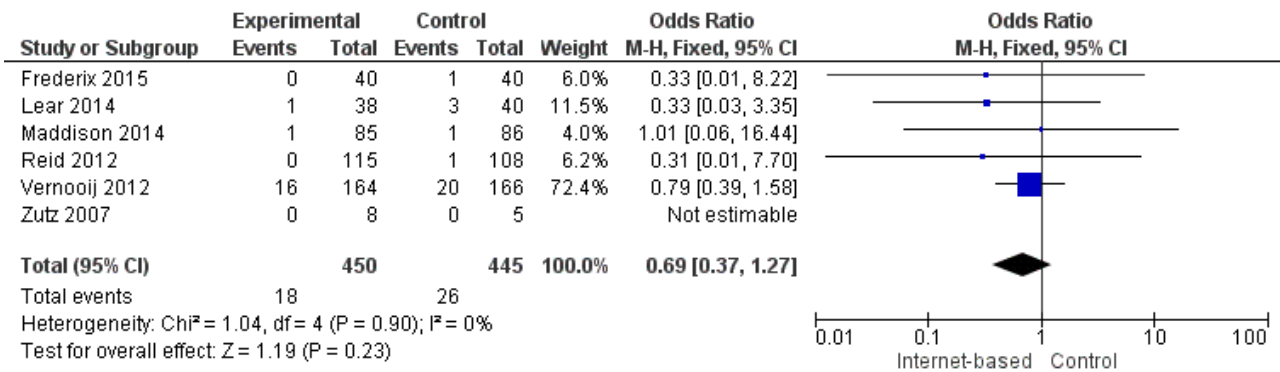 Experimental Control Odds Ratio Odds Ratio
Study or Subgroup Events Total Events Total Weight M-H, Fixed, 95% CI M-H, Fixed, 95% CI
Frederix 2015 0 40 1 40 6.0% 0.33 [0.01, 8.22]
Lear 2014 1 38 3 40 11.5% 0.33 [0.03, 3.35]
Maddison 2014 1 85 1 86 4.0% 1.01 [0.06, 16.44]
Reid 2012 0 115 1 108 6.2% 0.31 [0.01, 7.70]
Vernooij 2012 16 164 20 166 72.4% 0.79 [0.39, 1.58]
Zutz 2007 0 8 0 5 Not estimable
Total (95% CI) 450 445 100.0% 0.69 [0.37, 1.27]
Total events 18 26
Heterogeneity: Chi² = 1.04, df = 4 (P = 0.90); I² = 0%
Test for overall effect: Z = 1.19 (P = 0.23)
0.01 0.1 1 10 100
Internet-based Control